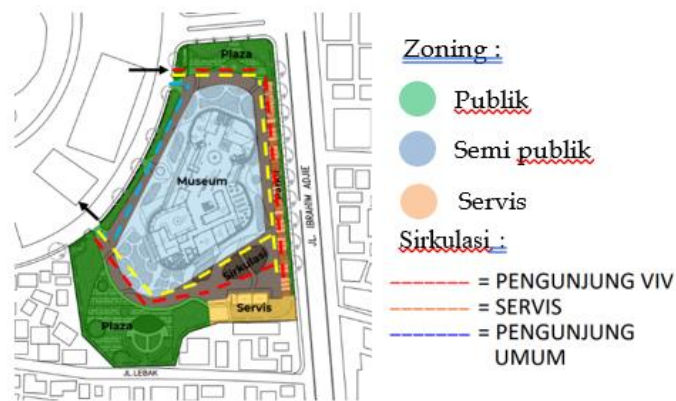 Plaza
Museum
Parkir
JL. IBRAHIM ADJIE
Sirkulasi
Servis
Plaza
JL LEBAK
Zoning :
Publik
Semi publik
Servis
Sirkulasi :
= PENGUNJUNG VIV
= SERVIS
= PENGUNJUNG
UMUM